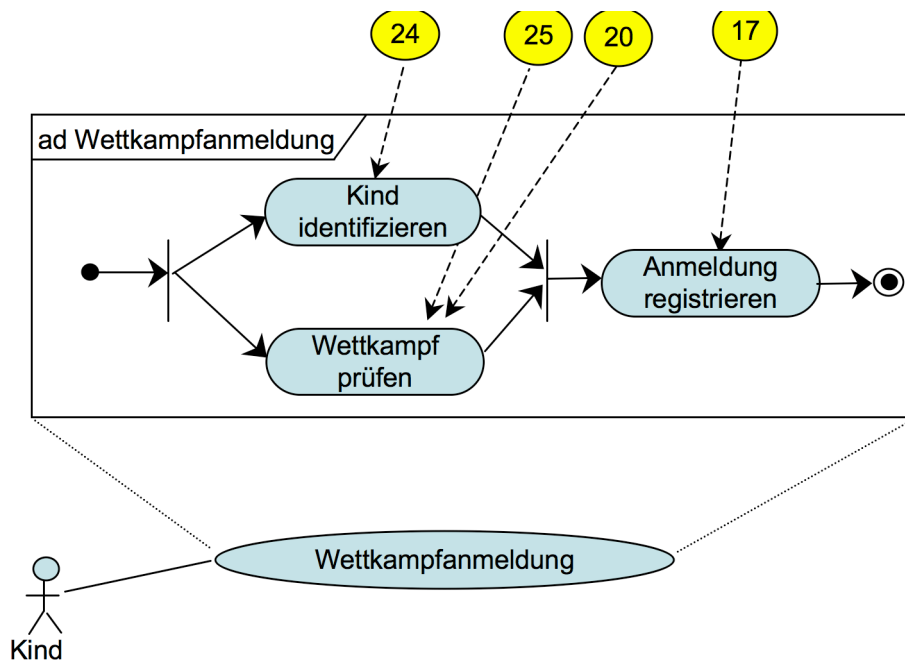 24
25
20
17
ad Wettkampfanmeldung
Kind
identifizieren
Anmeldung
registrieren
Wettkampf
prüfen
Wettkampfanmeldung
Kind